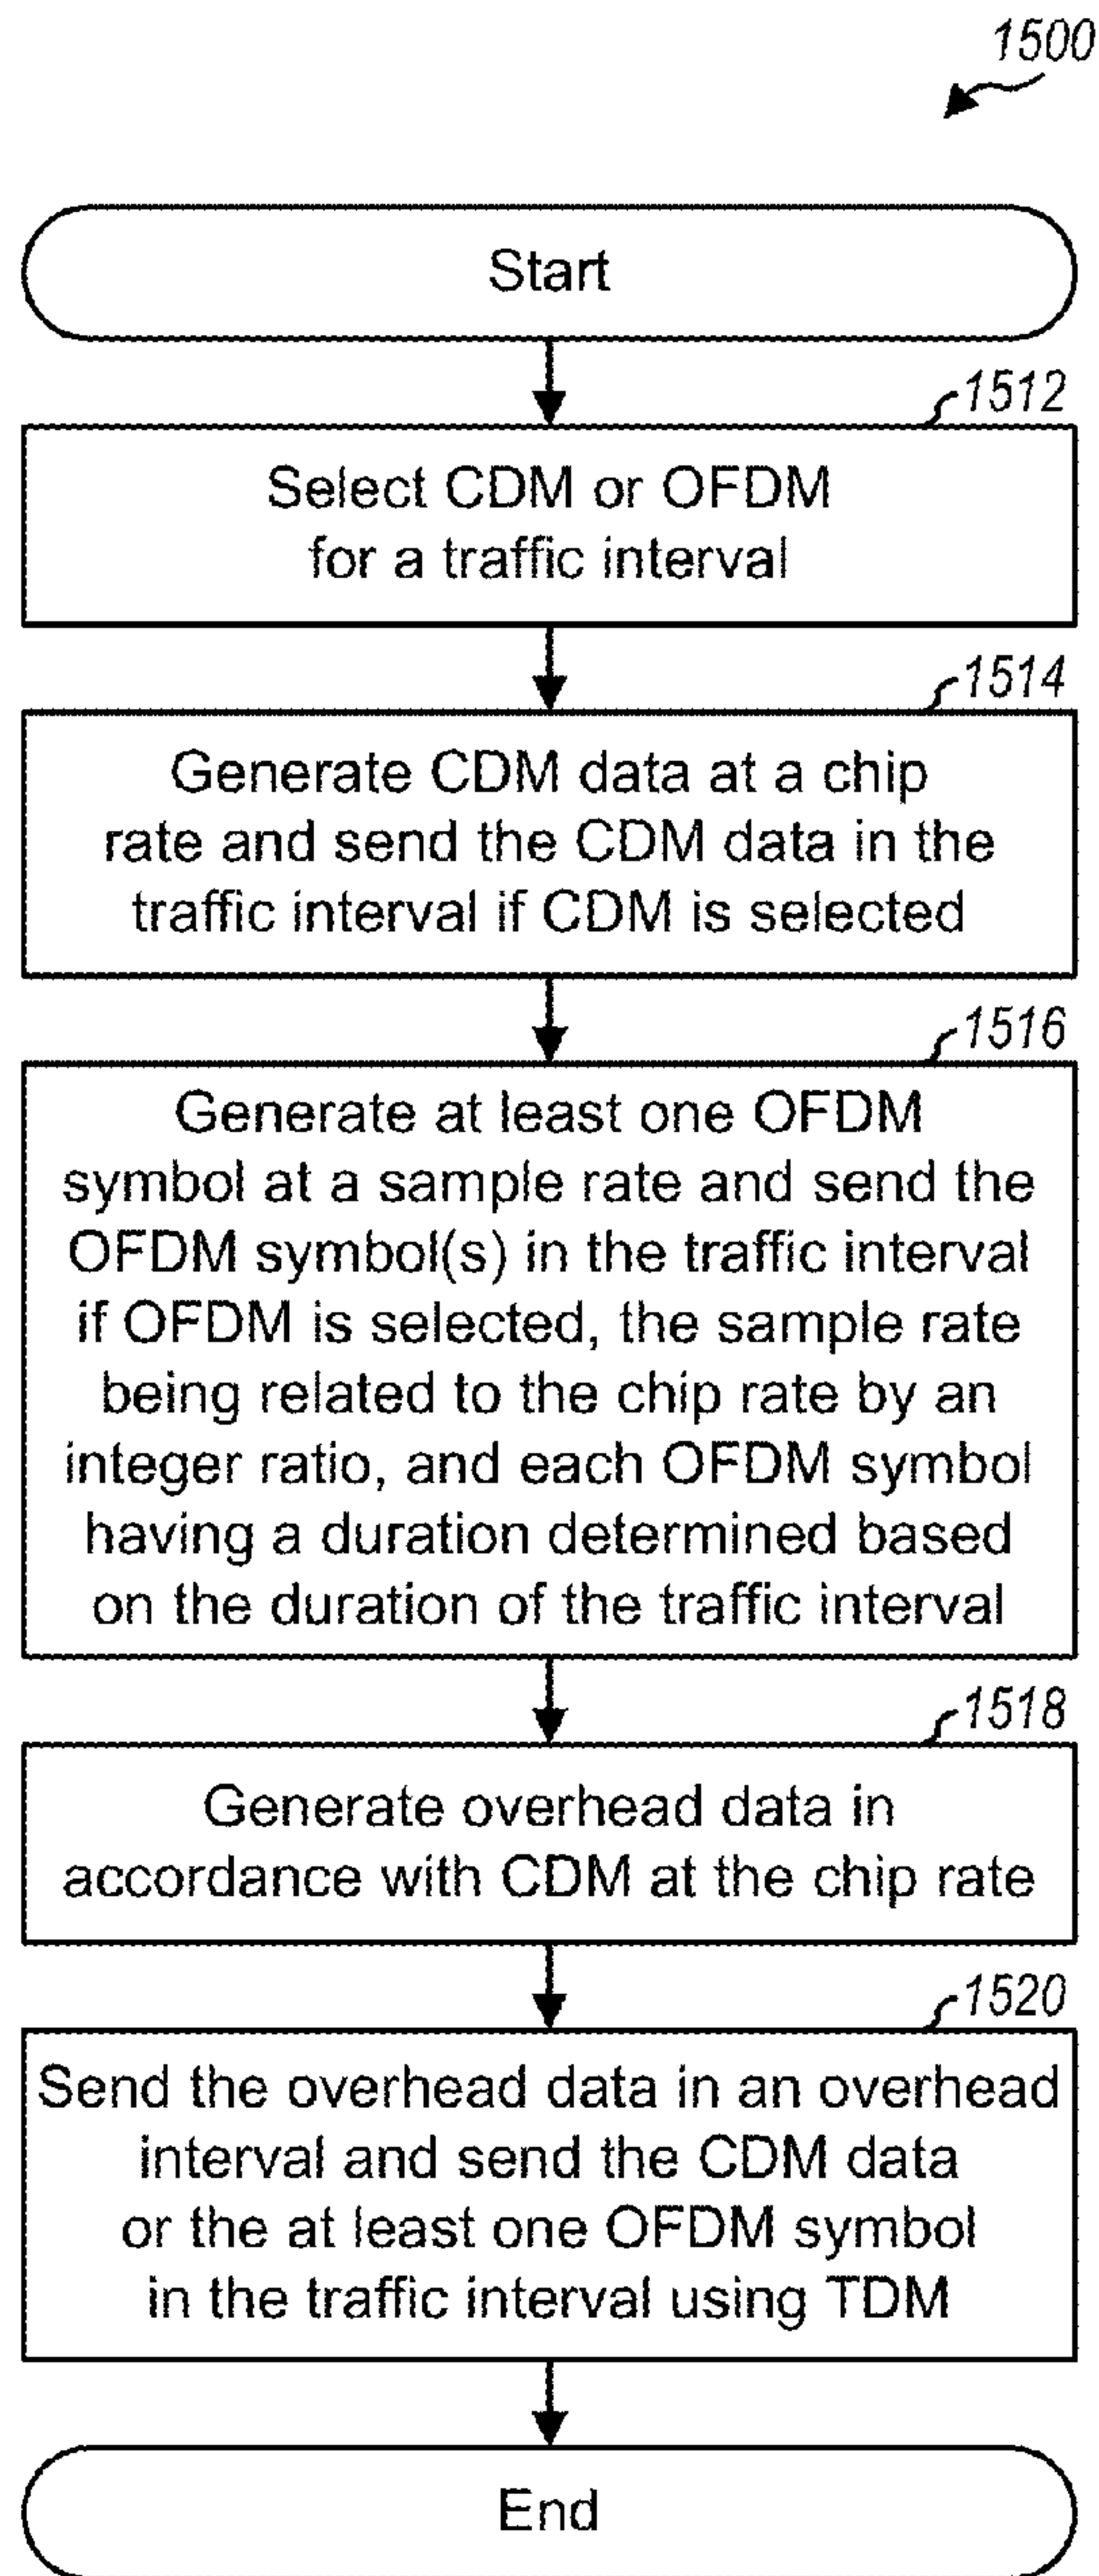 1500
Start
1512
Select CDM or OFDM
for a traffic interval
1514
Generate CDM data at a chip
rate and send the CDM data in the
traffic interval if CDM is selected
1516
Generate at least one OFDM
symbol at a sample rate and send the
OFDM symbol(s) in the traffic interval
if OFDM is selected, the sample rate
being related to the chip rate by an
integer ratio, and each OFDM symbol
having a duration determined based
on the duration of the traffic interval
1518
Generate overhead data in
accordance with CDM at the chip rate
1520
Send the overhead data in an overhead
interval and send the CDM data
or the at least one OFDM symbol
in the traffic interval using TDM
End